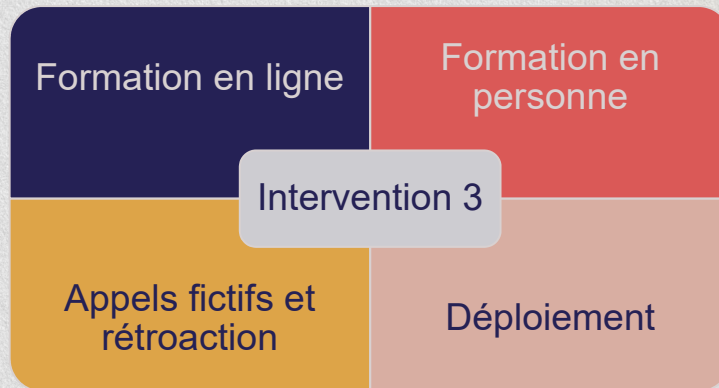 Formation en ligne
Formation en
personne
Intervention 3
Appels fictifs et
rétroaction
Déploiement